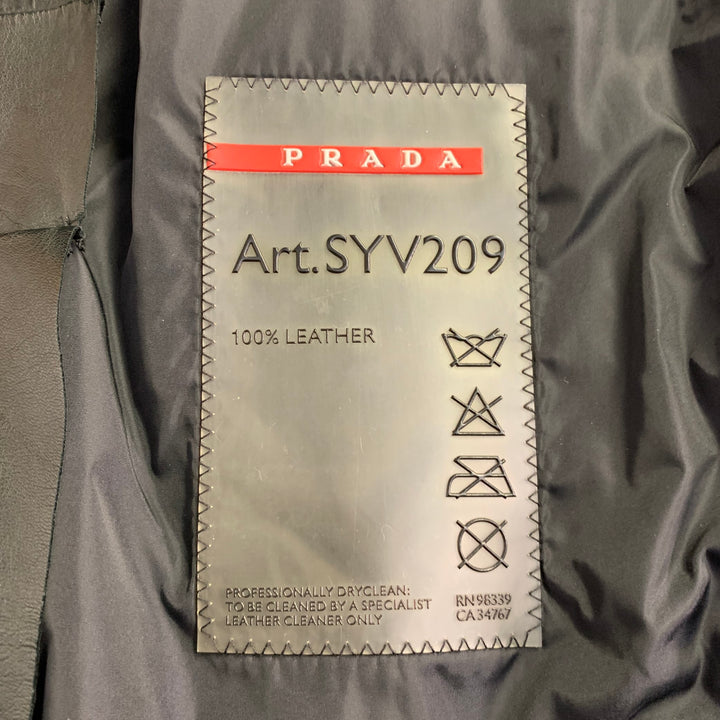 PRADA
Art.SYV209
100% LEATHER
PROFESSIONALLY DRYCLEAN:
TO BE CLEANED BY A SPECIALIST
LEATHER CLEANER ONLY
RN98339
CA34767